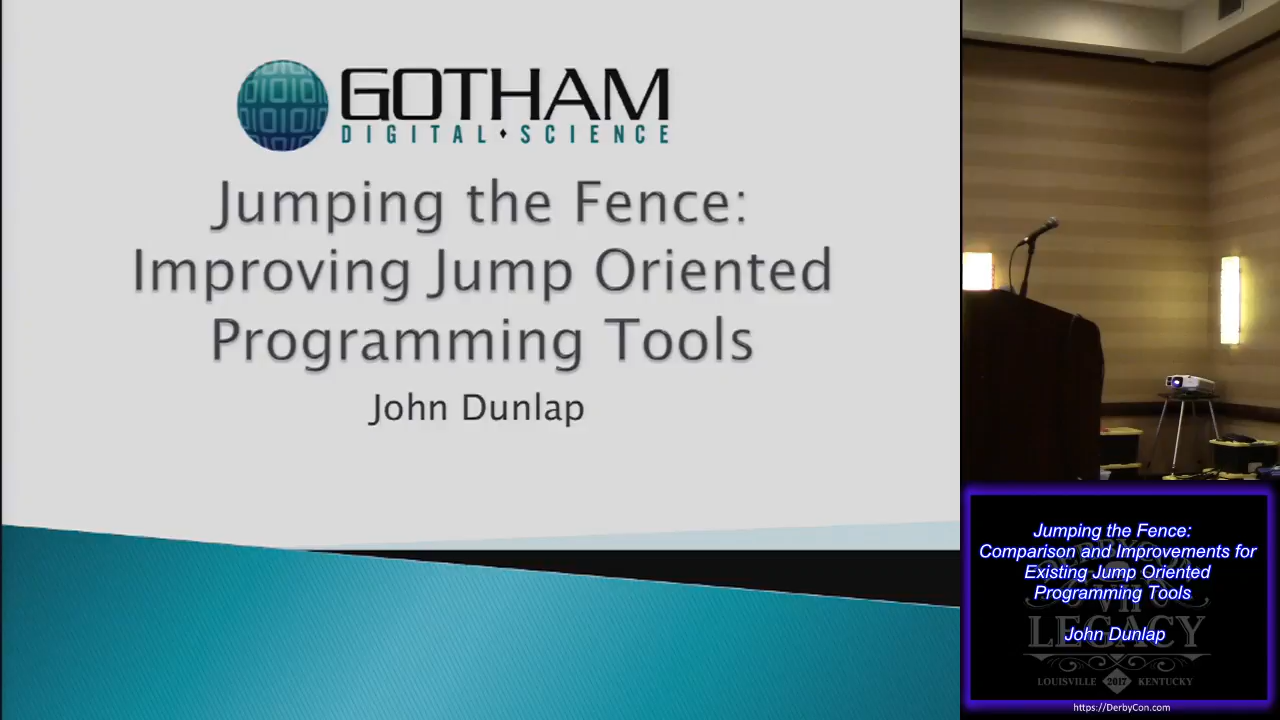 GOTHAM
DIGITAL SCIENCE
Jumping the Fence:
Improving Jump Oriented
Programming Tools
John Dunlap
Jumping the Fence:
Comparison and Improvements for
Existing Jump Oriented
Programming Tools
John Dunlap
VII
LEGACY
LOUISVILLE 2017 KENTUCKY
https://DerbyCon.com